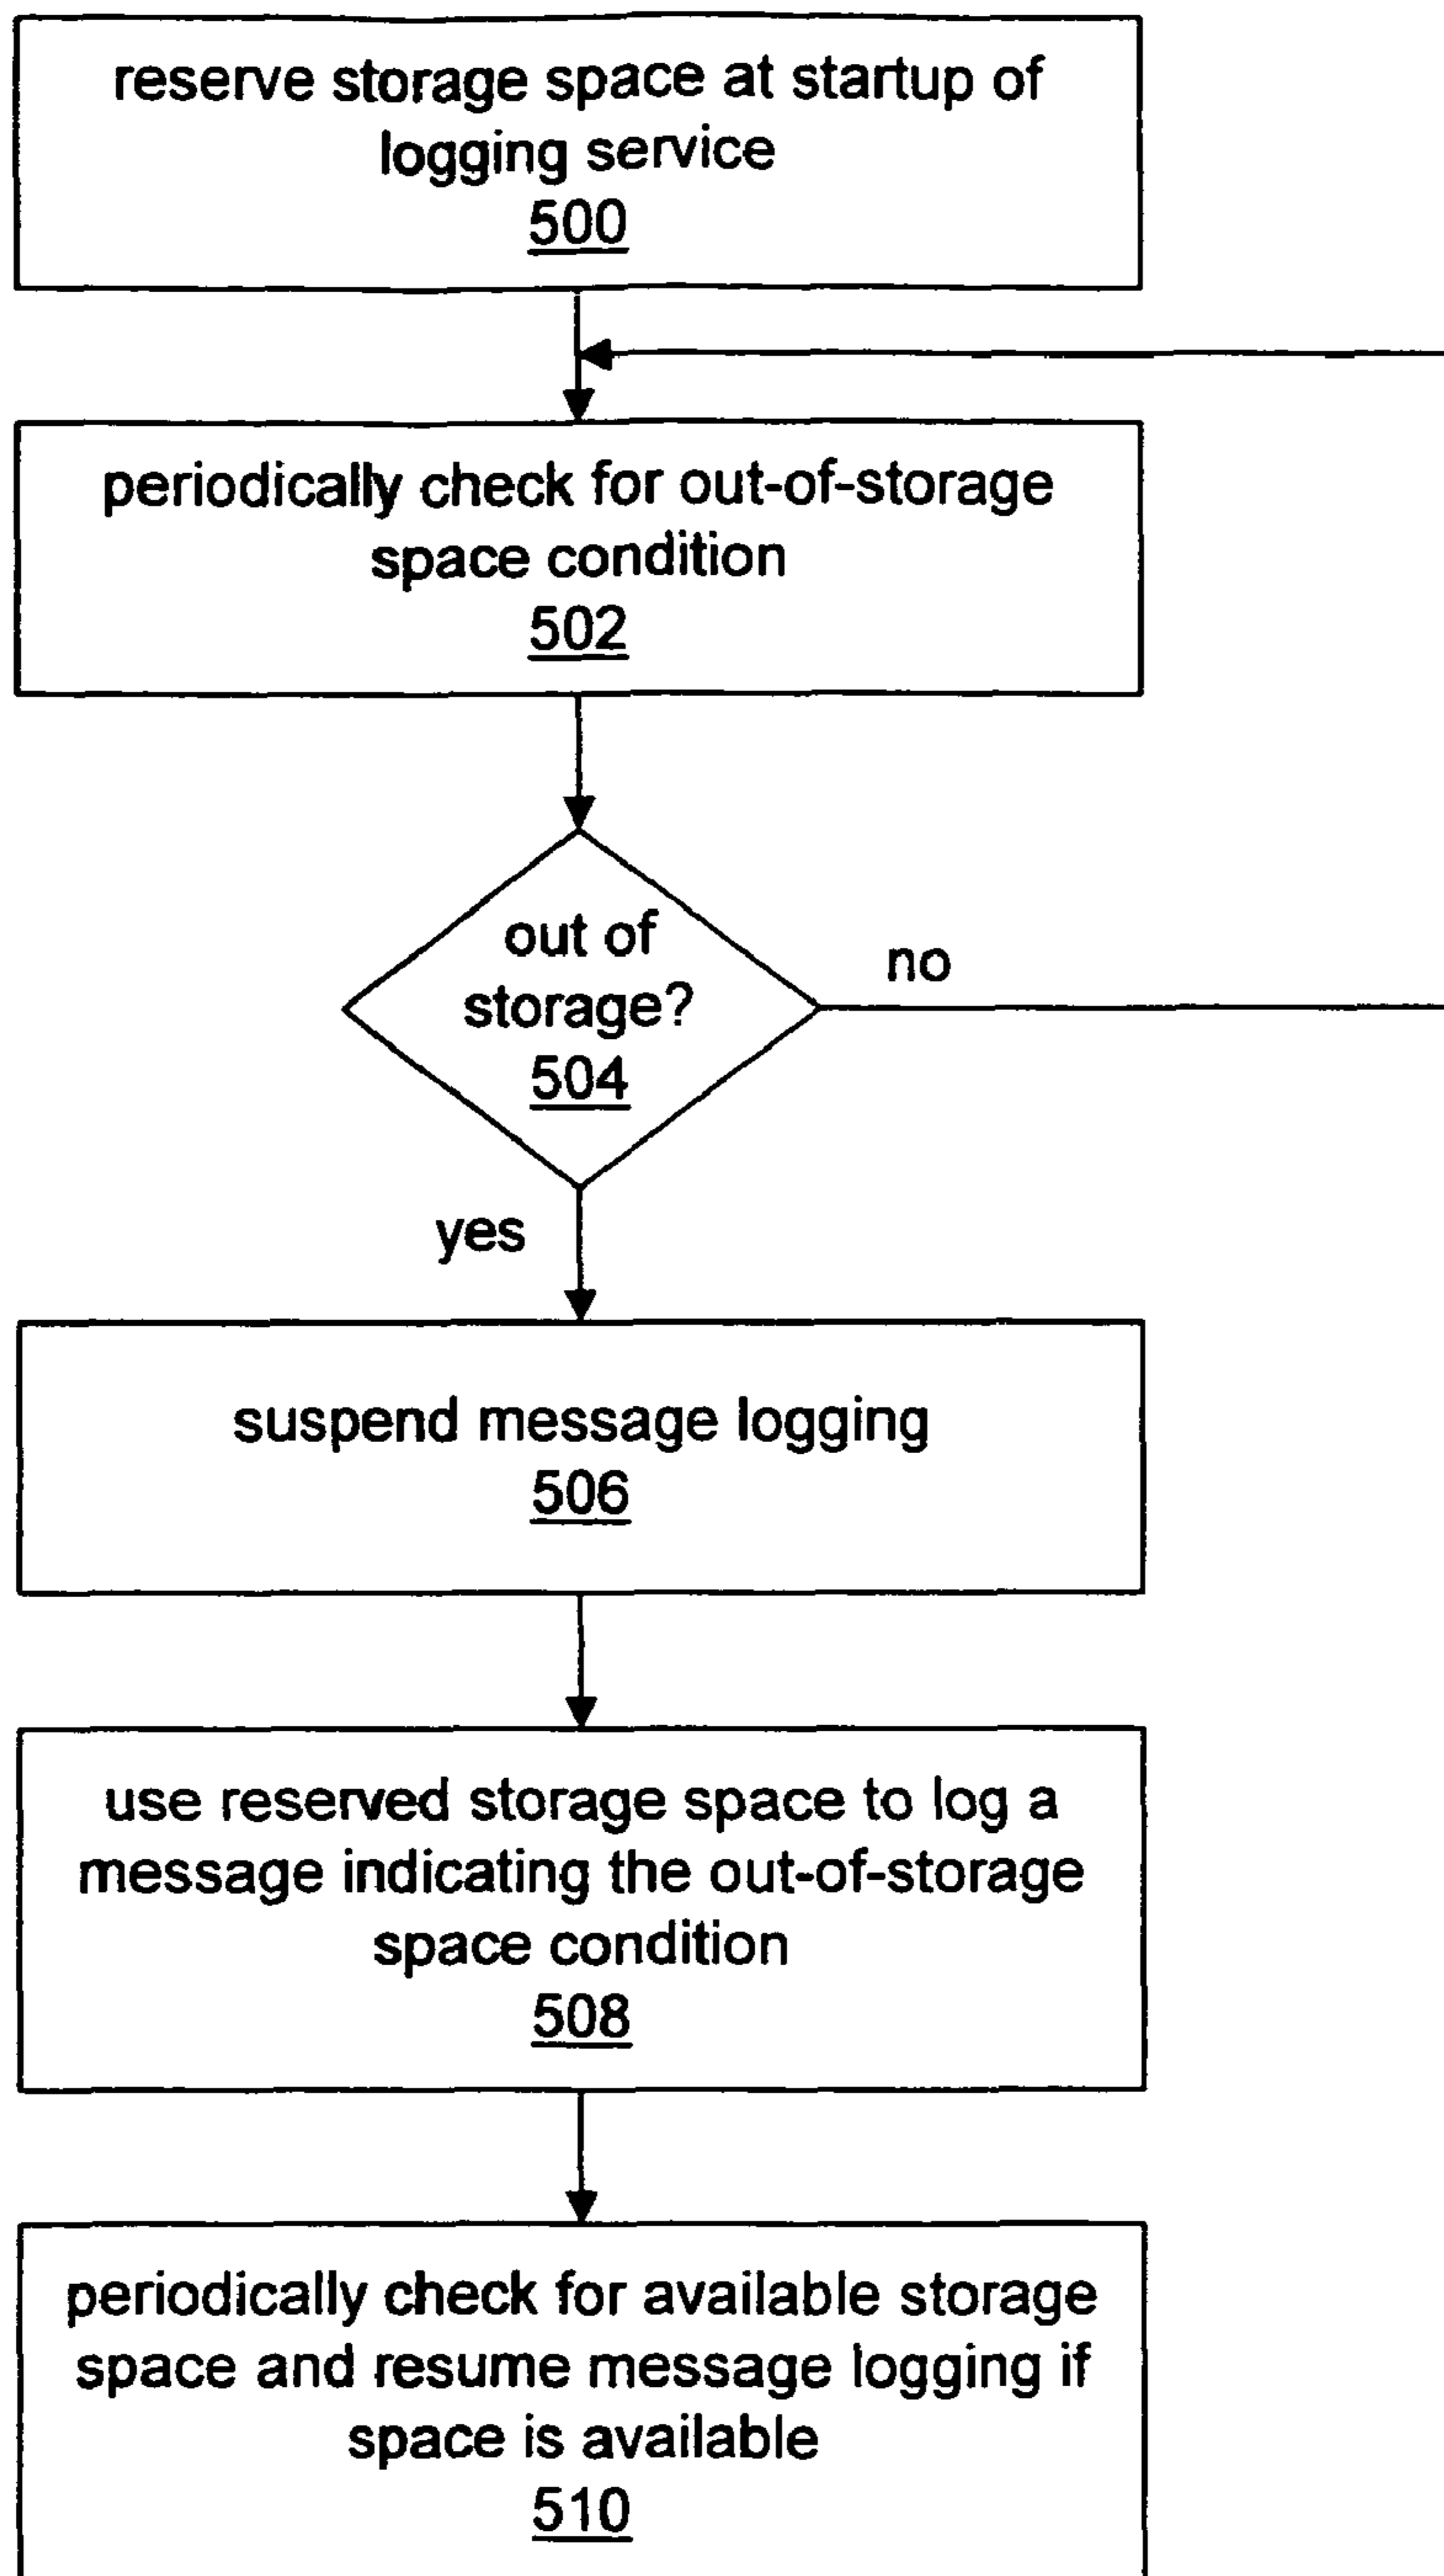 reserve storage space at startup of
logging service
500
periodically check for out-of-storage
space condition
502
out of
storage?
504
no
yes
suspend message logging
506
use reserved storage space to log a
message indicating the out-of-storage
space condition
508
periodically check for available storage
space and resume message logging if
space is available
510